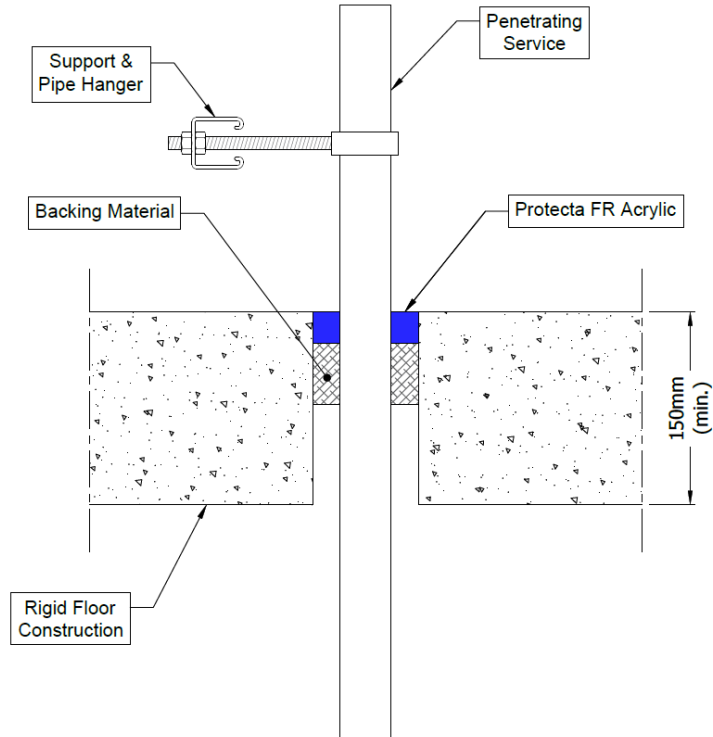 Penetrating
Service
Support &
Pipe Hanger
Backing Material
Protecta FR Acrylic
150mm
(min.)
Rigid Floor
Construction